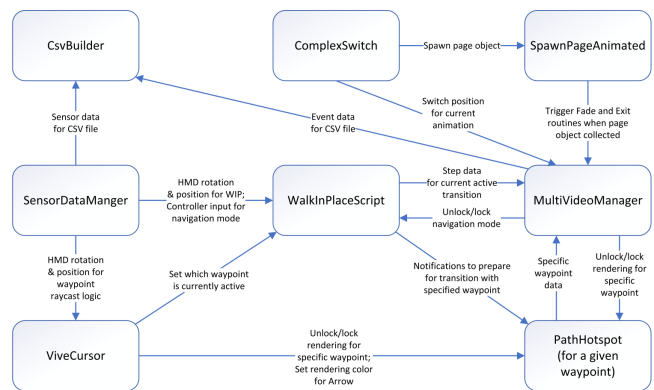 CsvBuilder
ComplexSwitch
Spawn page object
SpawnPageAnimated
Sensor data
for CSV file
Event data
for CSV file
Switch position
for current
animation
Trigger Fade and Exit
routines when page
object collected
SensorDataManger
HMD rotation
& position for WIP;
Controller input for
navigation mode
WalkInPlaceScript
Step data
for current active
transition
Unlock/lock
navigation mode
MultiVideoManager
HMD rotation
& position for
waypoint
raycast logic
Set which waypoint
is currently active
Notifications to prepare
for transition with
specified waypoint
Specific
waypoint
data
Unlock/lock
rendering for
specific
waypoint
ViveCursor
Unlock/lock
rendering for
specific waypoint;
Set rendering color
for Arrow
PathHotspot
(for a given
waypoint)